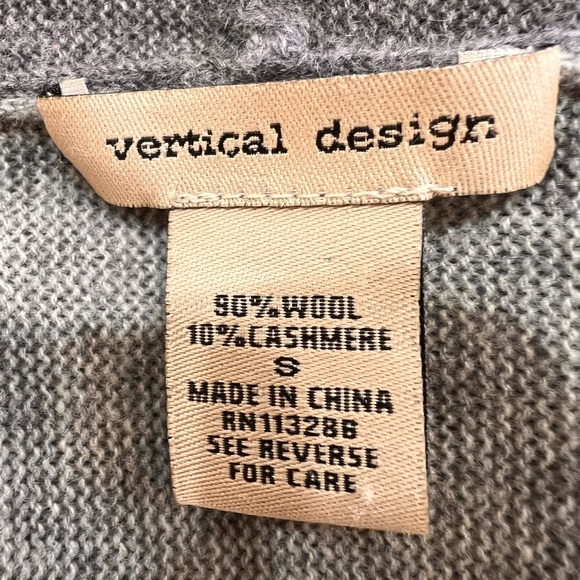 vertical design
90%WOOL
10%CASHMERE
S
MADE IN CHINA
RN113286
SEE REVERSE
FOR CARE